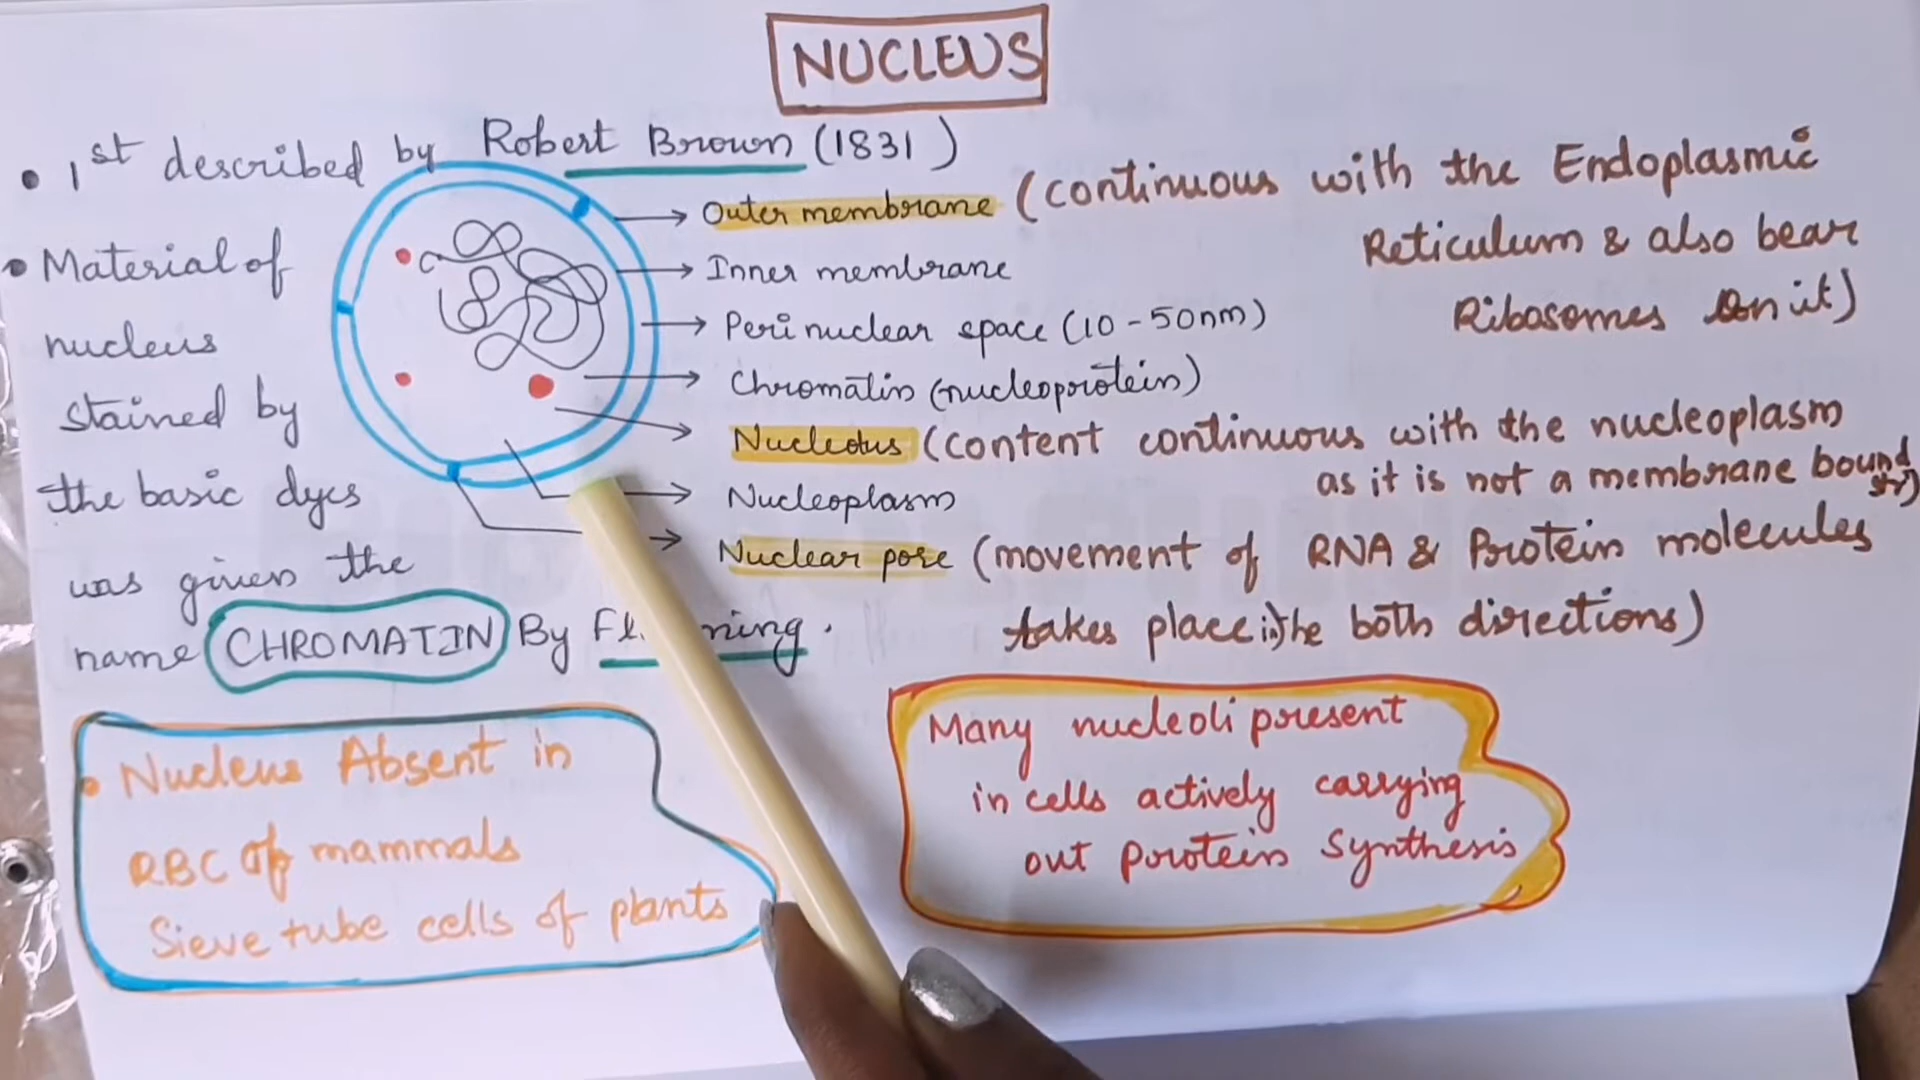 NUCLEUS
• 1st described by Robert Brown (1831)
• Material of
nucleus
stained by
the basic dyes
was given the
name CHROMATIN By
Outer membrane (continuous with the Endoplasmic
Reticulum & also bear
Ribosomes on it)
Inner membrane
Peri nuclear space (10-50nm)
Chromatin (nucleoprotein)
Nucleolus (content continuous with the nucleoplasm
as it is not a membrane bound
Nucleoplasm
Nuclear pore (movement of RNA & Protein molecules
takes place in the both directions)
• Nucleus Absent in
RBC of mammals
Sieve tube cells of plants
Many nucleoli present
in cells actively carrying
out protein synthesis